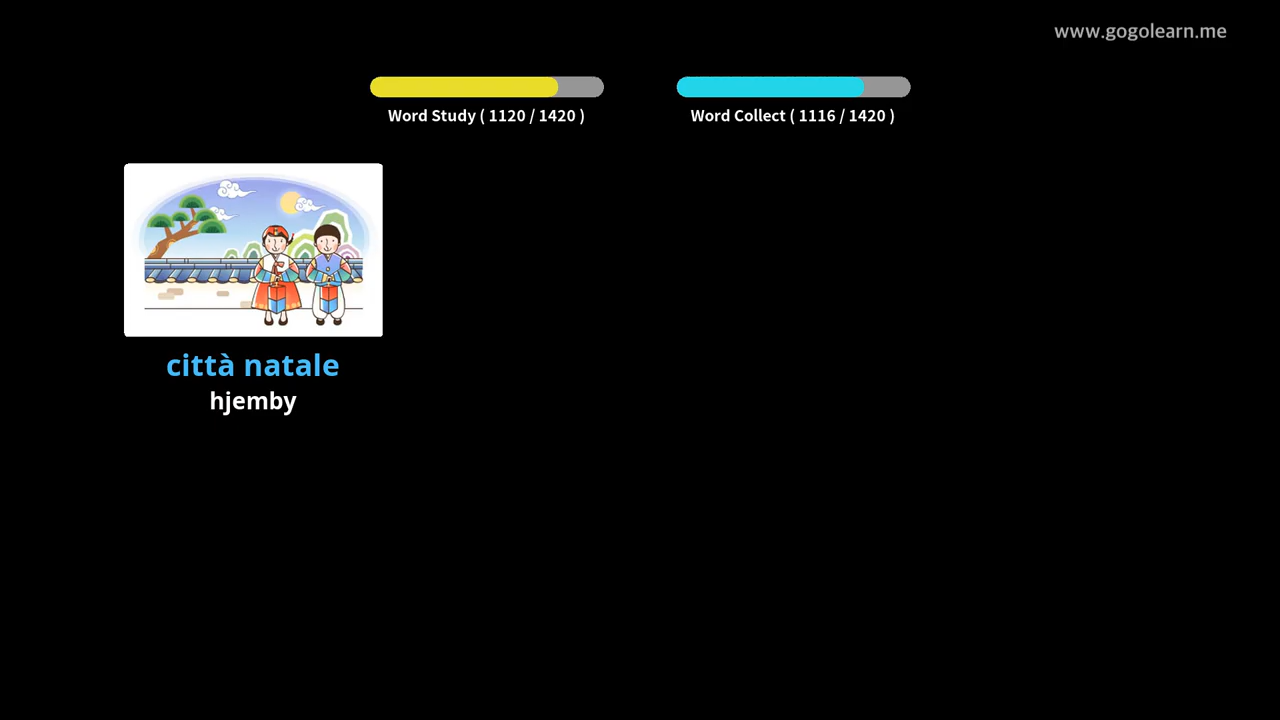 www.gogolearn.me
Word Study ( 1120 / 1420 )
Word Collect ( 1116 / 1420 )
città natale
hjemby